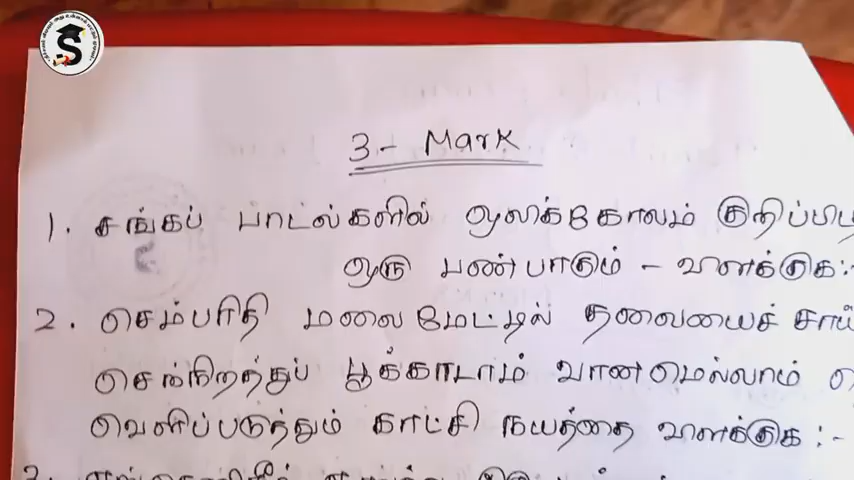 3 - Mark
1. சங்கப் பாடல்களில் ஒலிக்கோலம்
ஒரு பண்பாகும் - விளக்குக:-
2. செம்பரிதி மலைமேட்டில் தலையைச்
செந்நிறத்துப் பூக்காடாம் வானமெல்லாம்
வெளிப்படுத்தும் காட்சி நயத்தை விளக்குக:-
3.